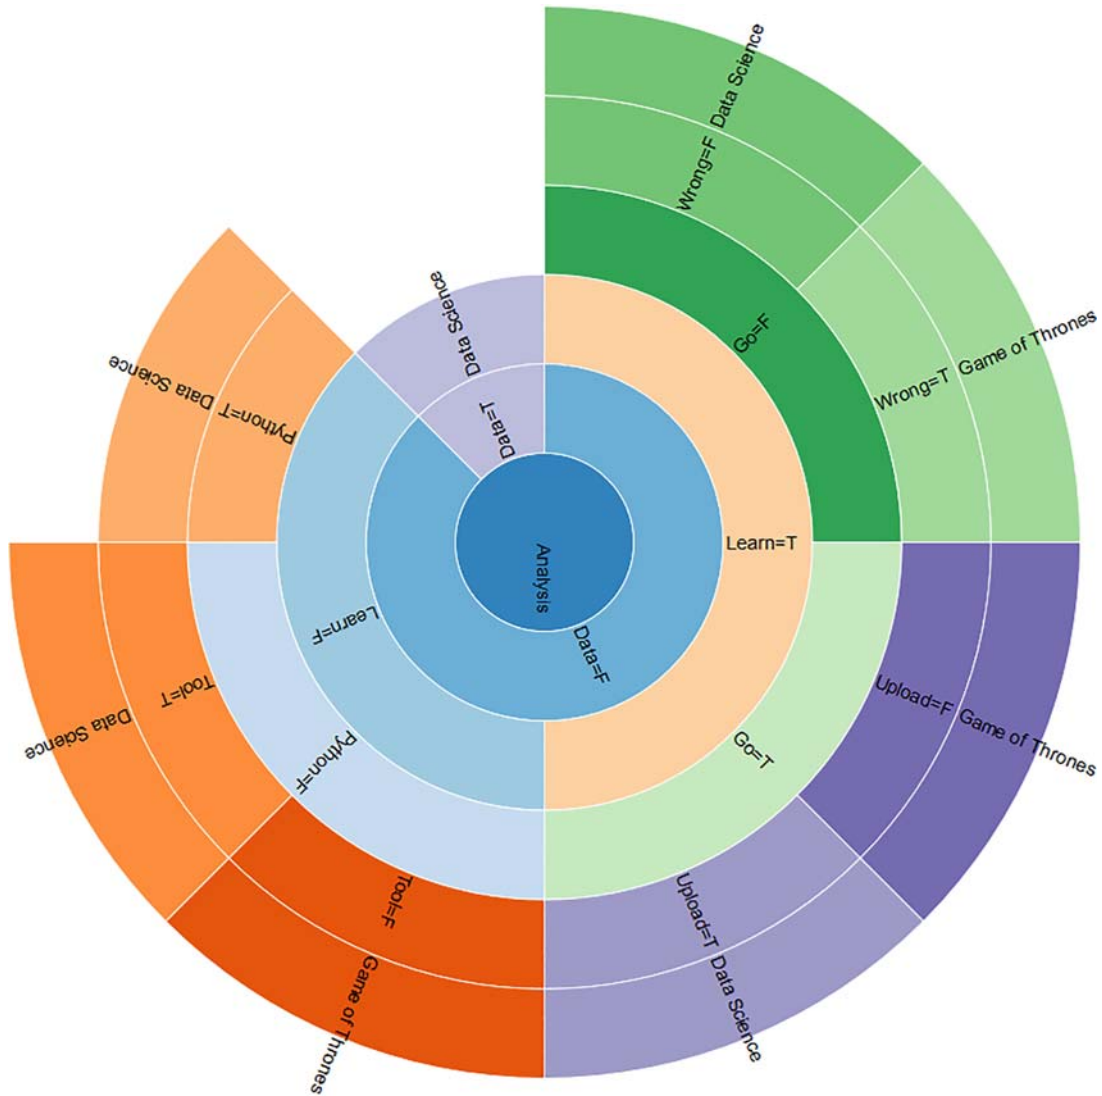 Analysis
Data=F
Data=T
Data Science
Learn=T
Learn=F
Go=F
Wrong=F
Data Science
Wrong=T
Game of Thrones
Go=T
Upload=F
Game of Thrones
Upload=T
Data Science
Python=F
Tool=F
Game of Thrones
Tool=T
Data Science
Python=T
Data Science